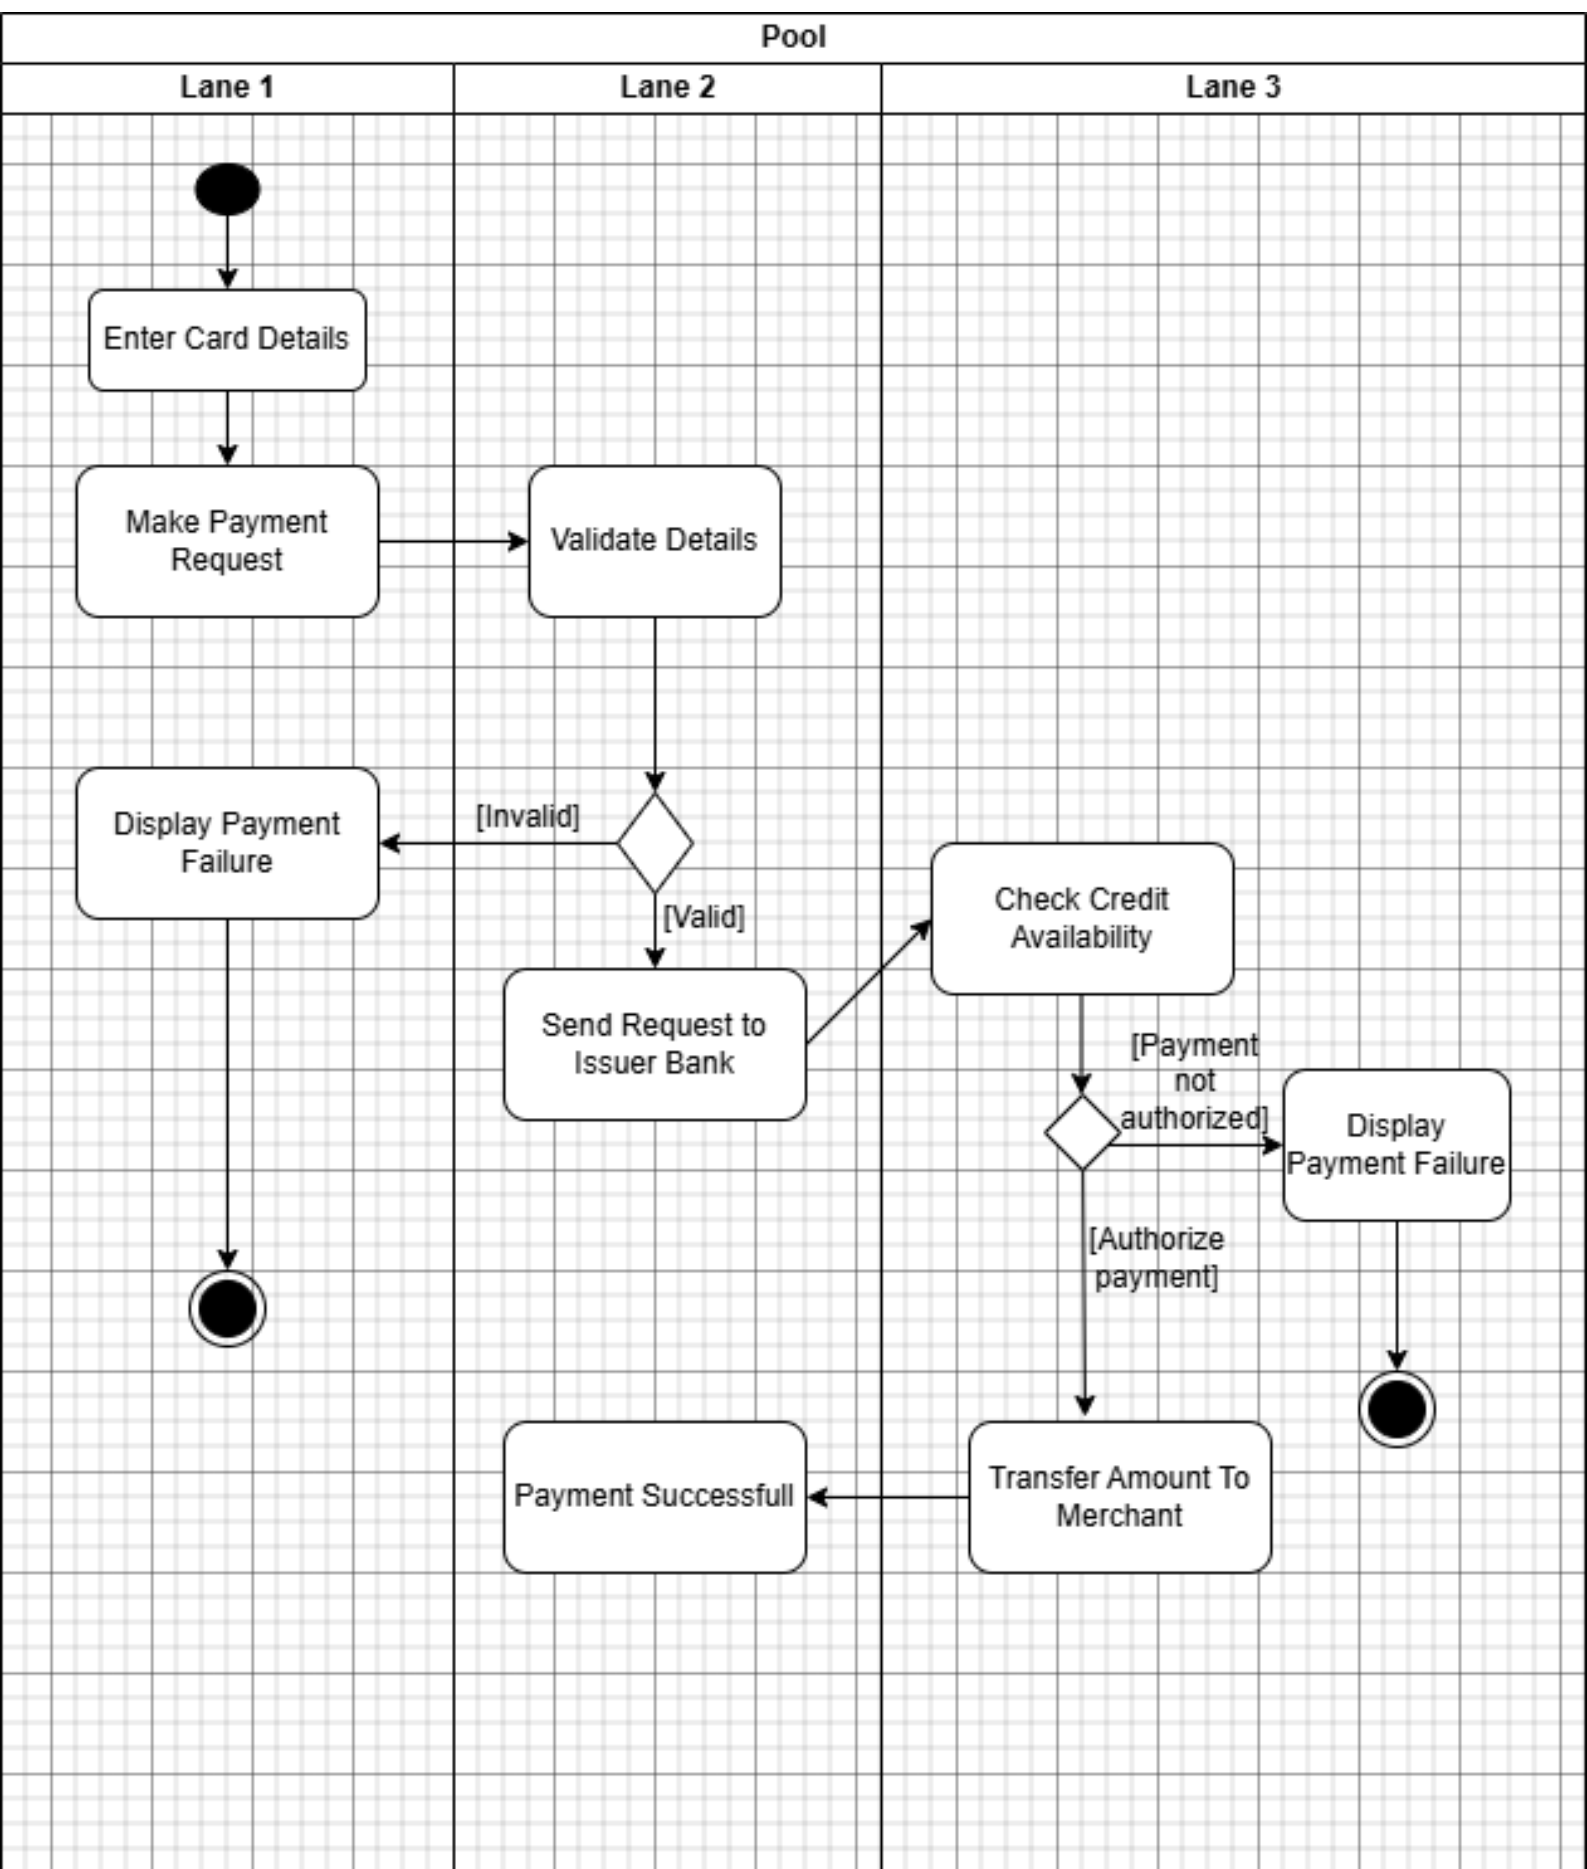 Pool
Lane 1
Lane 2
Lane 3
Enter Card Details
Make Payment
Request
Validate Details
Display Payment
Failure
[Invalid]
[Valid]
Send Request to
Issuer Bank
Check Credit
Availability
[Payment
not
authorized]
Display
Payment Failure
[Authorize
payment]
Payment Successfull
Transfer Amount To
Merchant